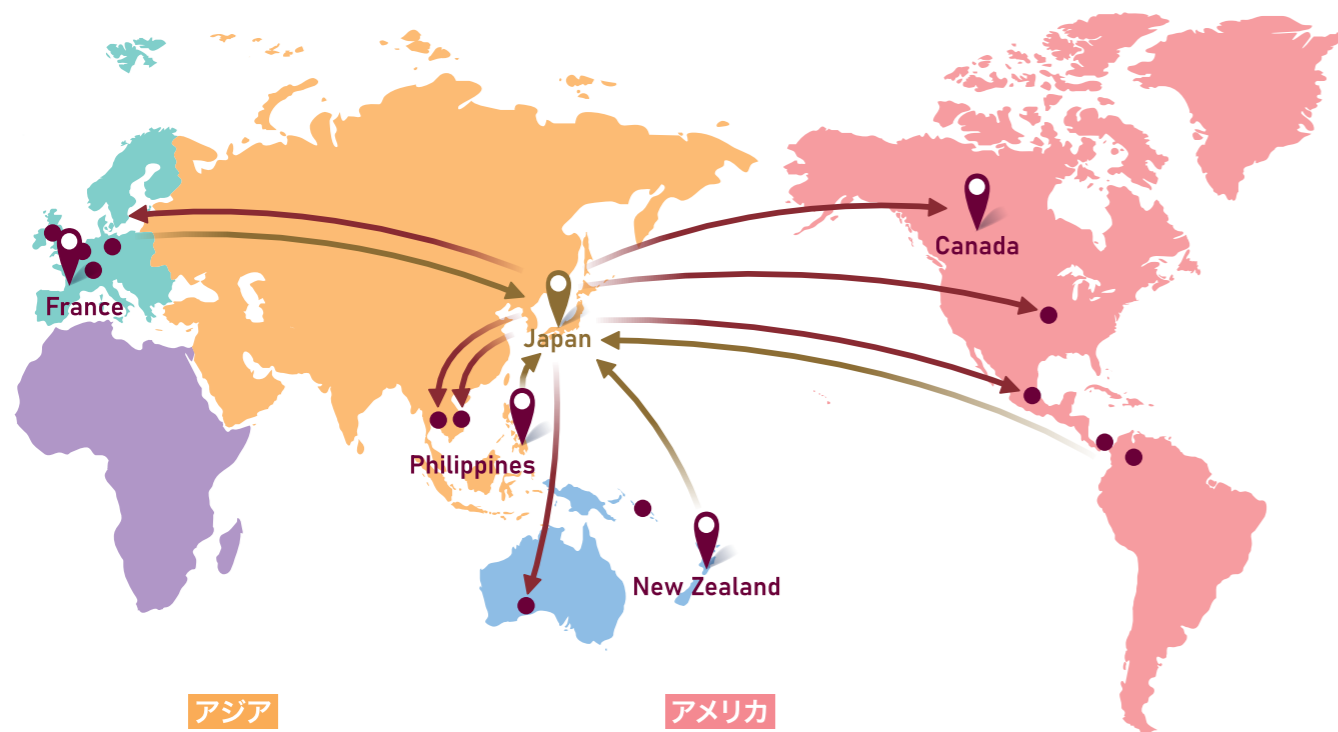 Canada
France
Japan
Philippines
New Zealand
アジア
アメリカ